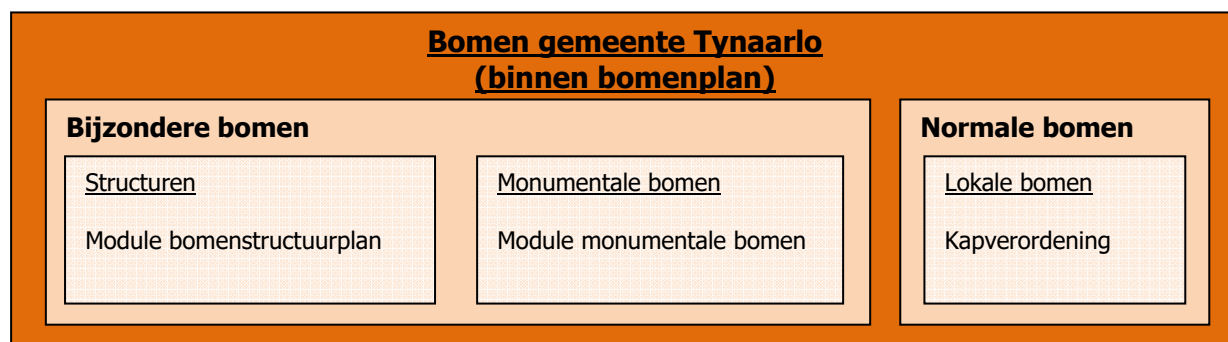 Bomen gemeente Tynaarlo
(binnen bomenplan)
Bijzondere bomen
Structuren
Module bomenstructuurplan
Monumentale bomen
Module monumentale bomen
Normale bomen
Lokale bomen
Kapverordening